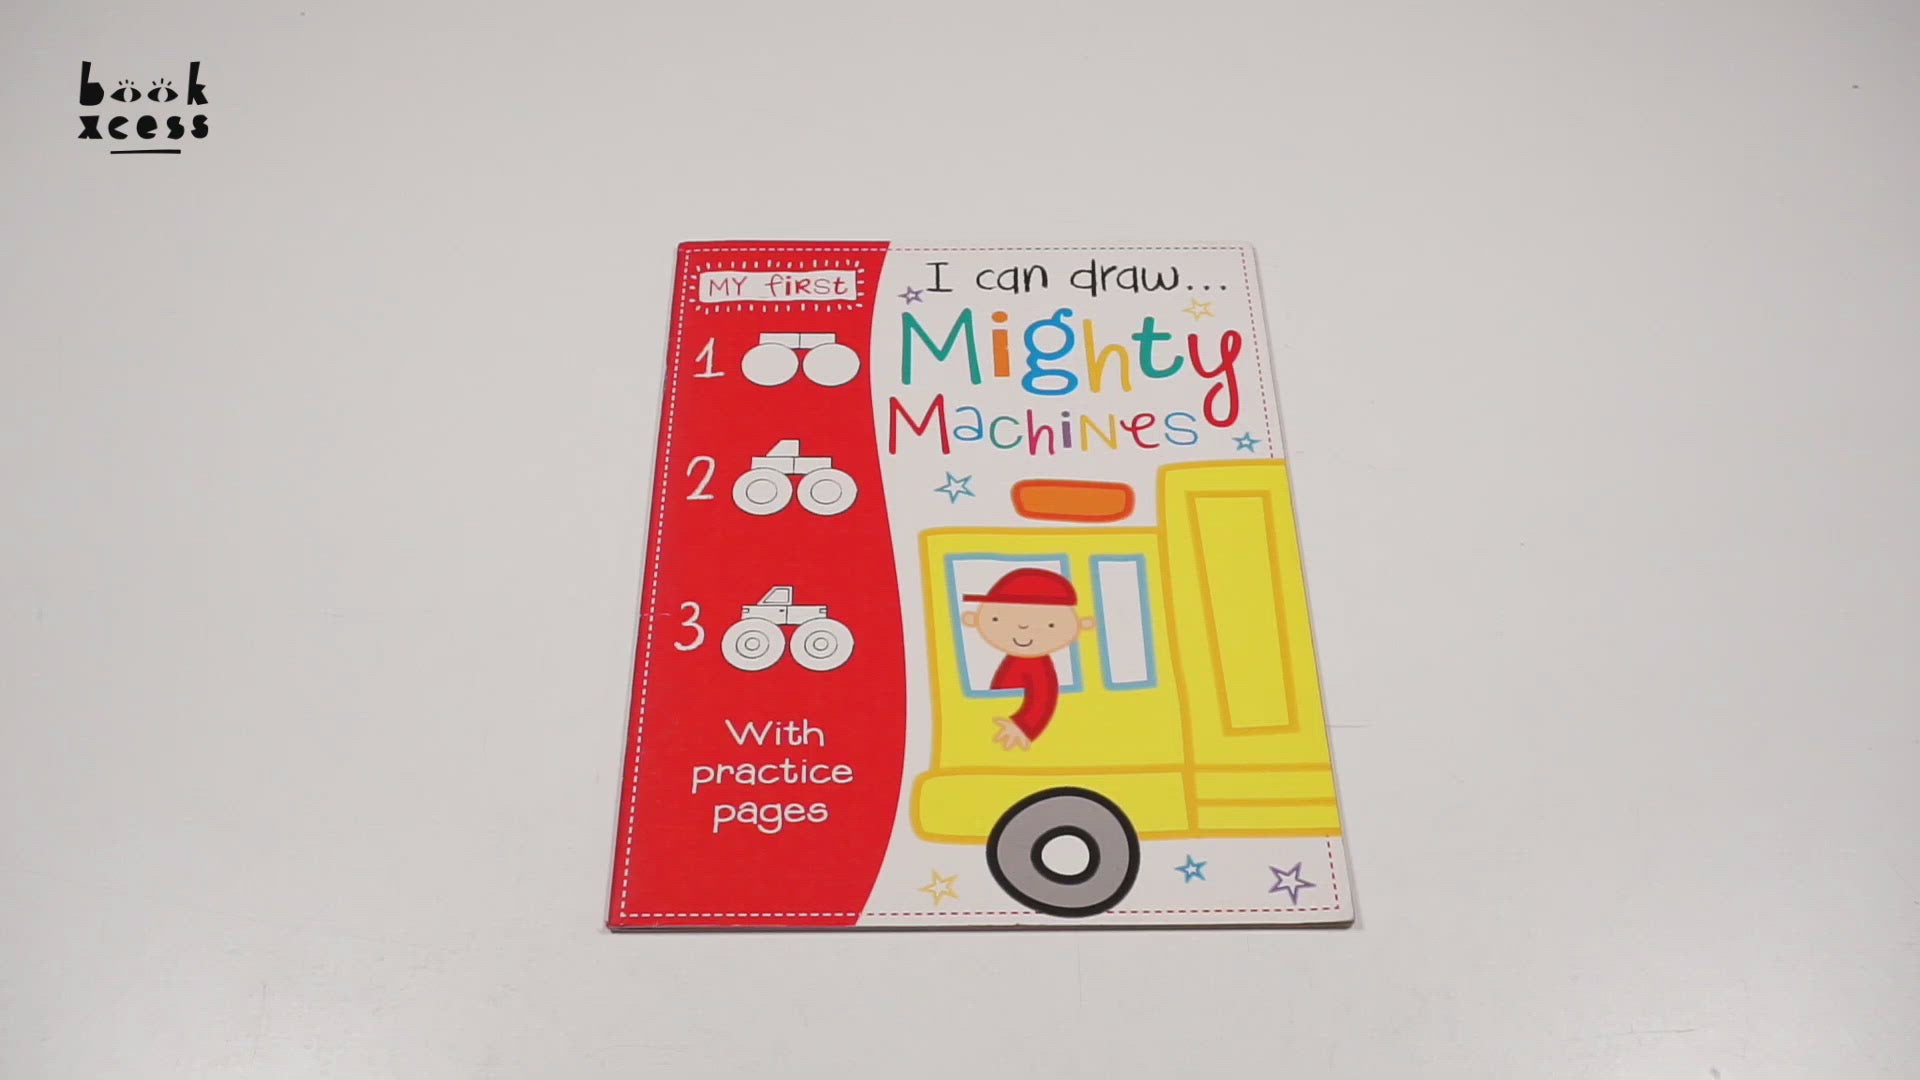 book
xcess
MY first
I can draw...
Mighty
Machines
1
2
3
With
practice
pages